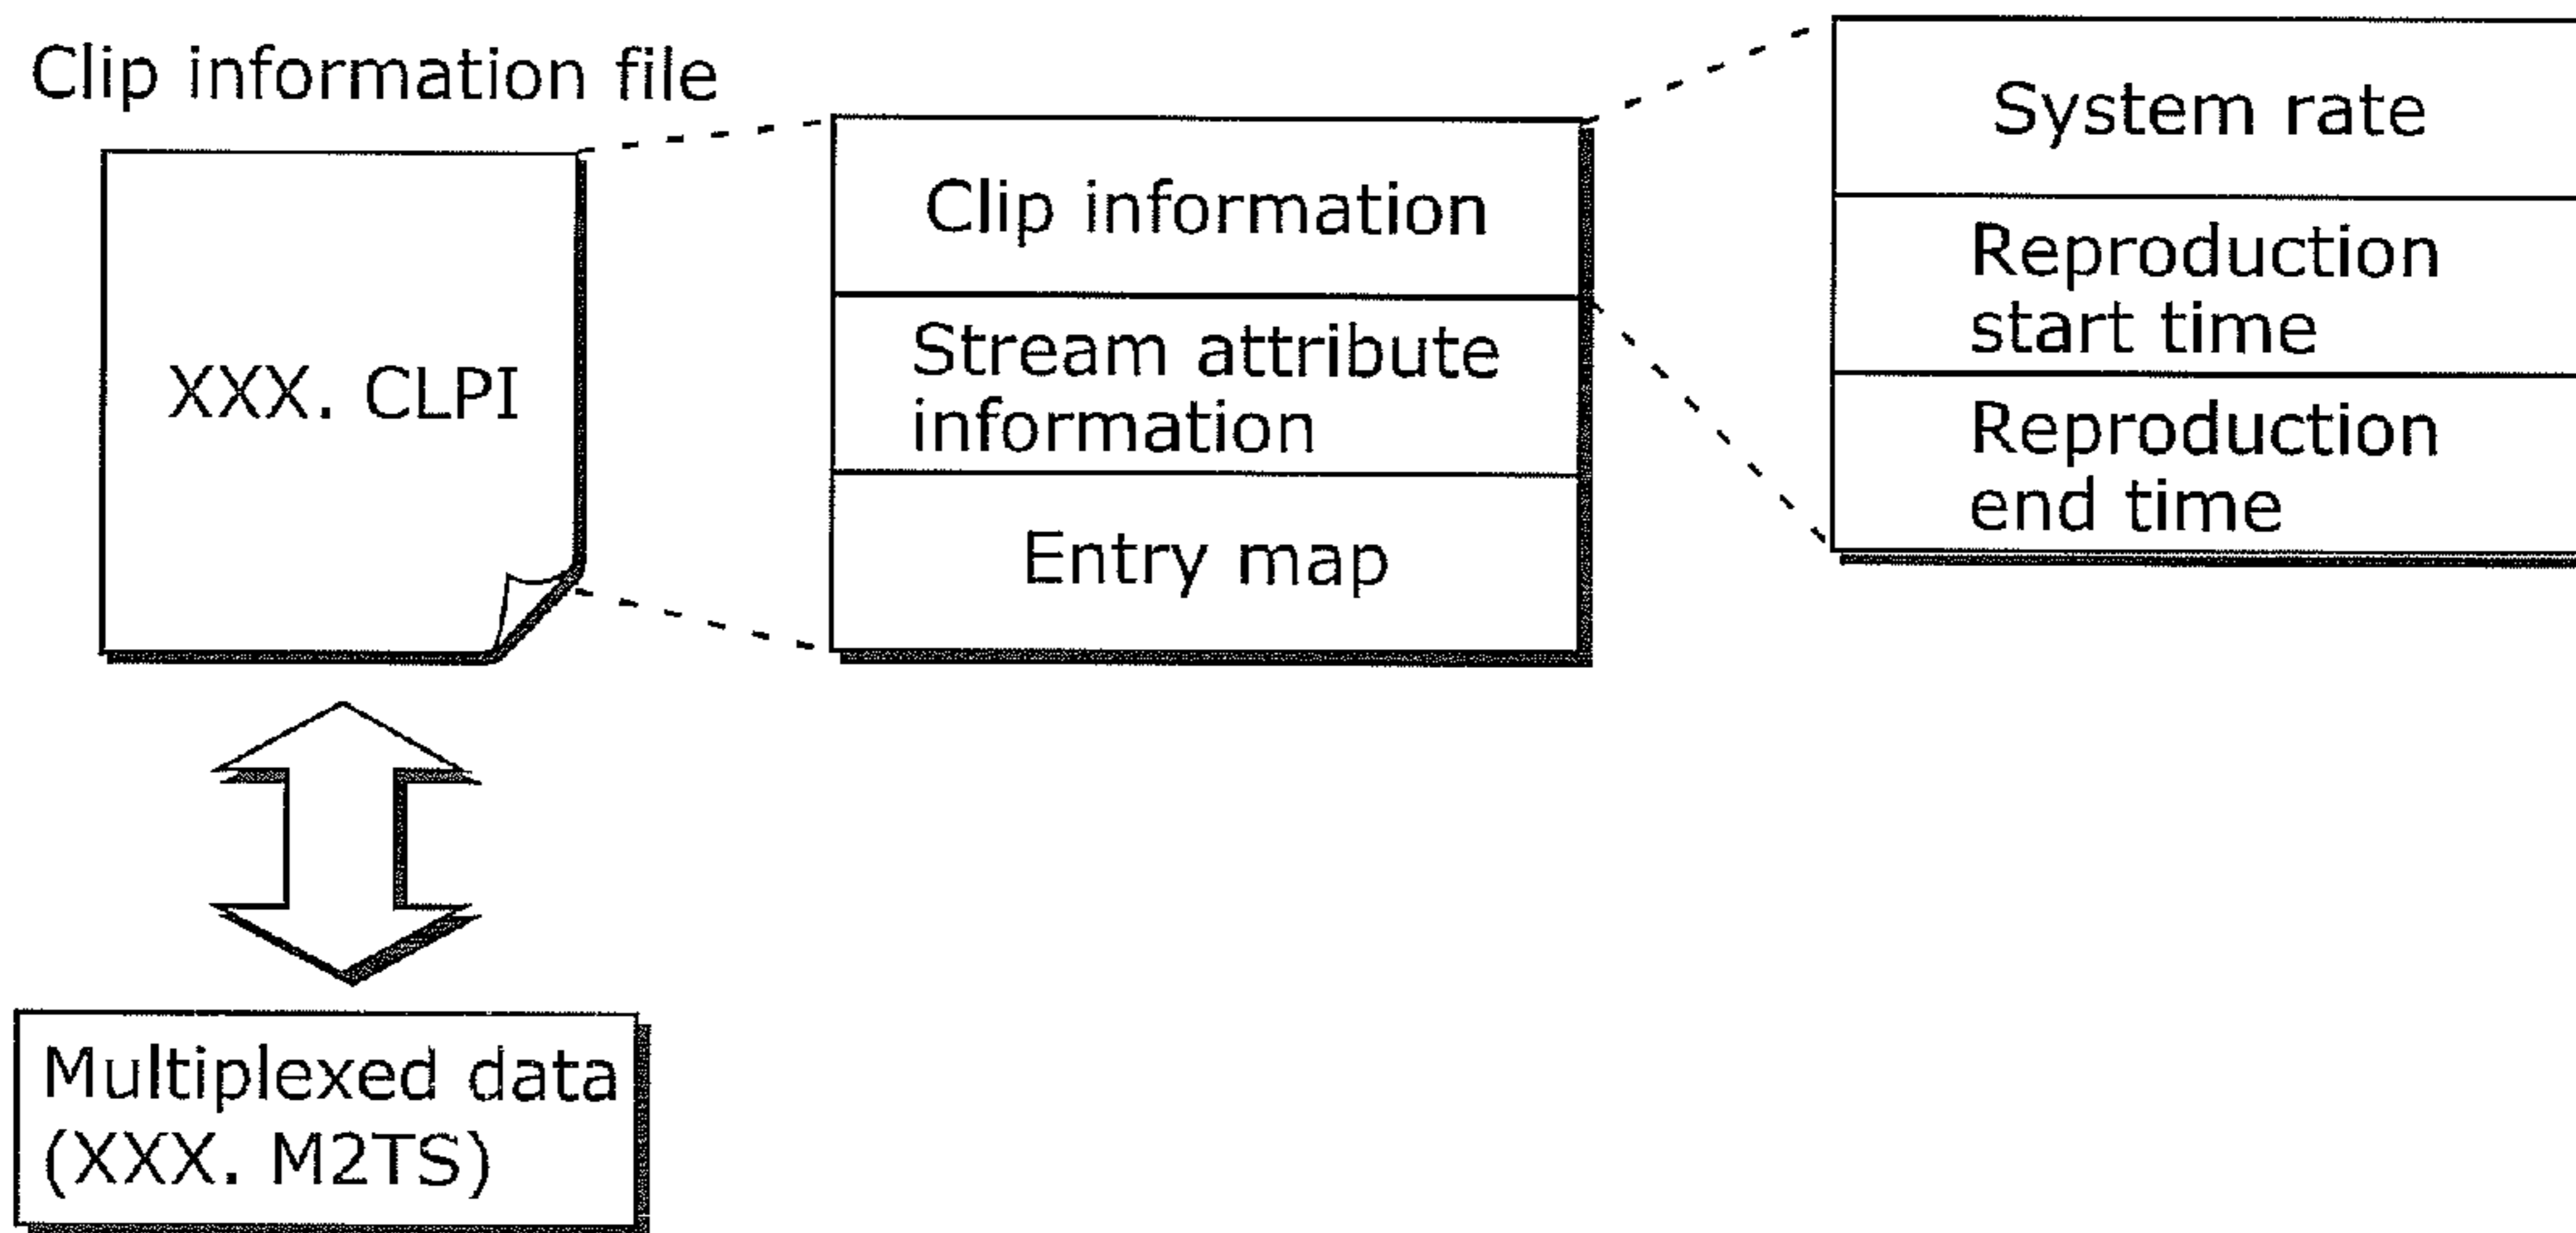 Clip information file
XXX. CLPI
Multiplexed data
(XXX. M2TS)
Clip information
Stream attribute
information
Entry map
System rate
Reproduction
start time
Reproduction
end time